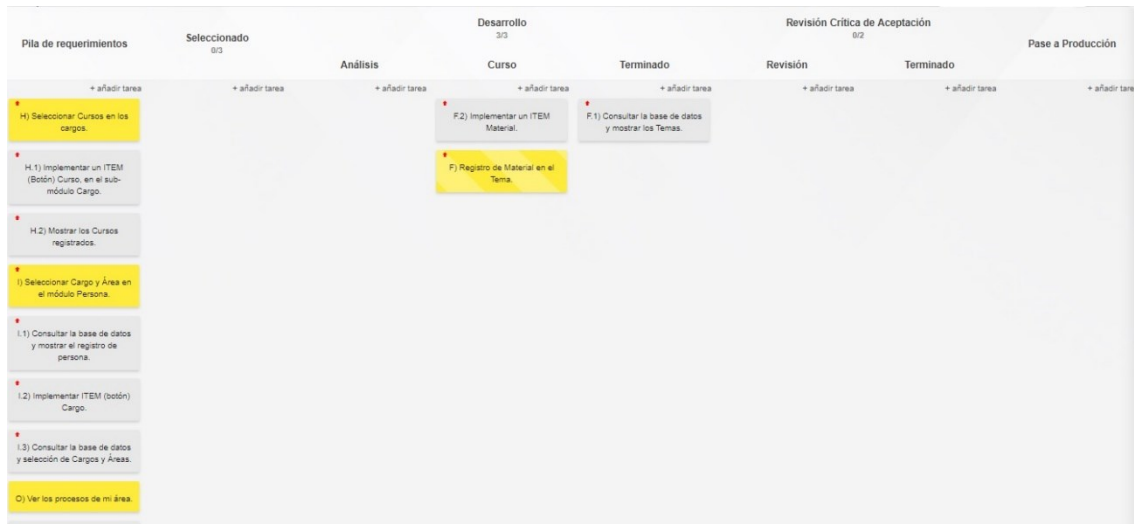 Pila de requerimientos
Seleccionado
0/3
Desarrollo
3/3
Análisis
Curso
Terminado
Revisión Crítica de Aceptación
0/2
Revisión
Terminado
Pase a Producción
+ añadir tarea
+ añadir tarea
+ añadir tarea
+ añadir tarea
+ añadir tarea
+ añadir tarea
+ añadir tarea
+ añadir tare
H) Seleccionar Cursos en los
cargos.
H.1) Implementar un ITEM
(Botón) Curso, en el sub-
módulo Cargo.
H.2) Mostrar los Cursos
registrados.
I) Seleccionar Cargo y Área en
el módulo Persona.
I.1) Consultar la base de datos
y mostrar el registro de
persona.
I.2) Implementar ITEM (botón)
Cargo.
I.3) Consultar la base de datos
y selección de Cargos y Áreas.
O) Ver los procesos de mi área.
F.2) Implementar un ITEM
Material.
F) Registro de Material en el
Tema.
F.1) Consultar la base de datos
y mostrar los Temas.